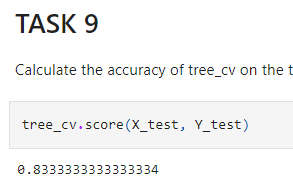 TASK 9
Calculate the accuracy of tree_cv on the t
tree_cv.score(X_test, Y_test)
0.8333333333333334